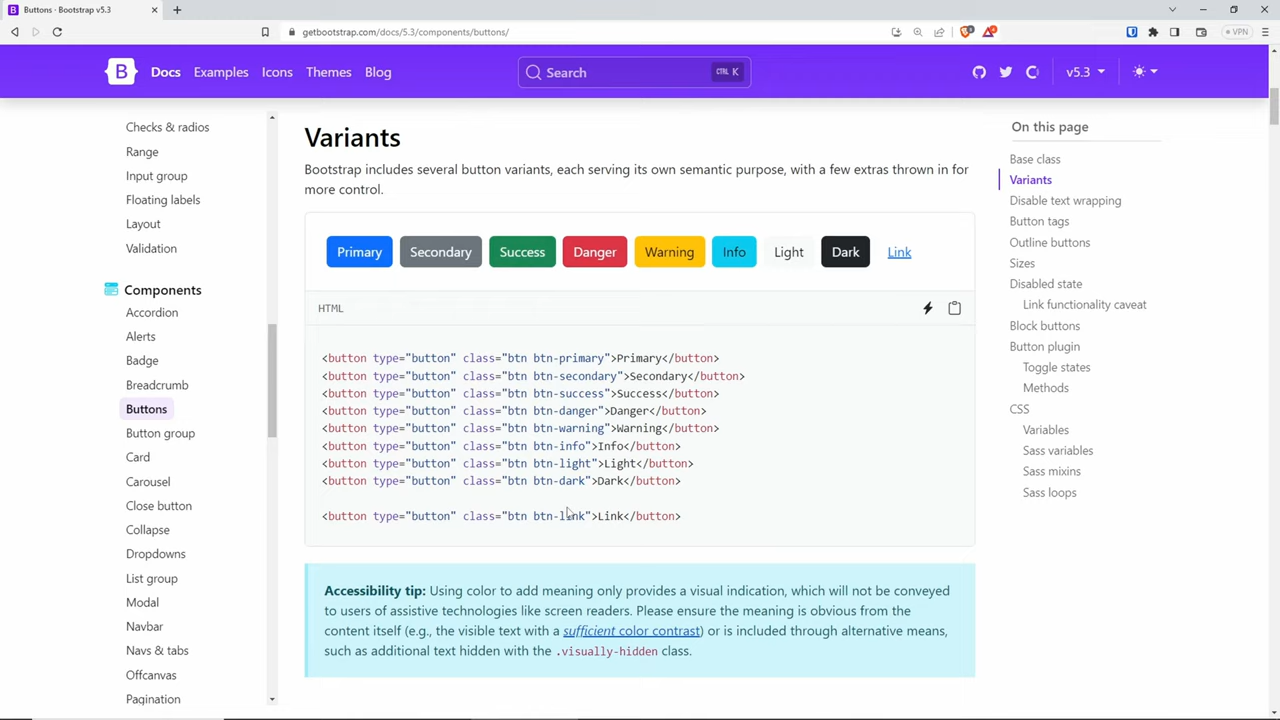 Buttons · Bootstrap v5.3
getbootstrap.com/docs/5.3/components/buttons/
VPN
B Docs Examples Icons Themes Blog Search CTRL K v5.3
Checks & radios
Range
Input group
Floating labels
Layout
Validation
Components
Accordion
Alerts
Badge
Breadcrumb
Buttons
Button group
Card
Carousel
Close button
Collapse
Dropdowns
List group
Modal
Navbar
Navs & tabs
Offcanvas
Pagination
Variants
Bootstrap includes several button variants, each serving its own semantic purpose, with a few extras thrown in for
more control.
Primary Secondary Success Danger Warning Info Light Dark Link
HTML
<button type="button" class="btn btn-primary">Primary</button>
<button type="button" class="btn btn-secondary">Secondary</button>
<button type="button" class="btn btn-success">Success</button>
<button type="button" class="btn btn-danger">Danger</button>
<button type="button" class="btn btn-warning">Warning</button>
<button type="button" class="btn btn-info">Info</button>
<button type="button" class="btn btn-light">Light</button>
<button type="button" class="btn btn-dark">Dark</button>
<button type="button" class="btn btn-link">Link</button>
Accessibility tip: Using color to add meaning only provides a visual indication, which will not be conveyed
to users of assistive technologies like screen readers. Please ensure the meaning is obvious from the
content itself (e.g., the visible text with a sufficient color contrast) or is included through alternative means,
such as additional text hidden with the .visually-hidden class.
On this page
Base class
Variants
Disable text wrapping
Button tags
Outline buttons
Sizes
Disabled state
Link functionality caveat
Block buttons
Button plugin
Toggle states
Methods
CSS
Variables
Sass variables
Sass mixins
Sass loops